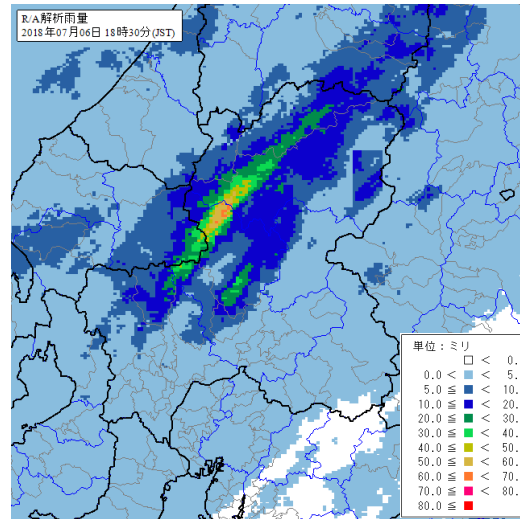 R/A解析雨量
2018年07月06日 18時30分(JST)
単位：ミリ
□ < 0.
0.0 < < 5.
5.0 ≦ < 10.
10.0 ≦ < 20.
20.0 ≦ < 30.
30.0 ≦ < 40.
40.0 ≦ < 50.
50.0 ≦ < 60.
60.0 ≦ < 70.
70.0 ≦ < 80.
80.0 ≦